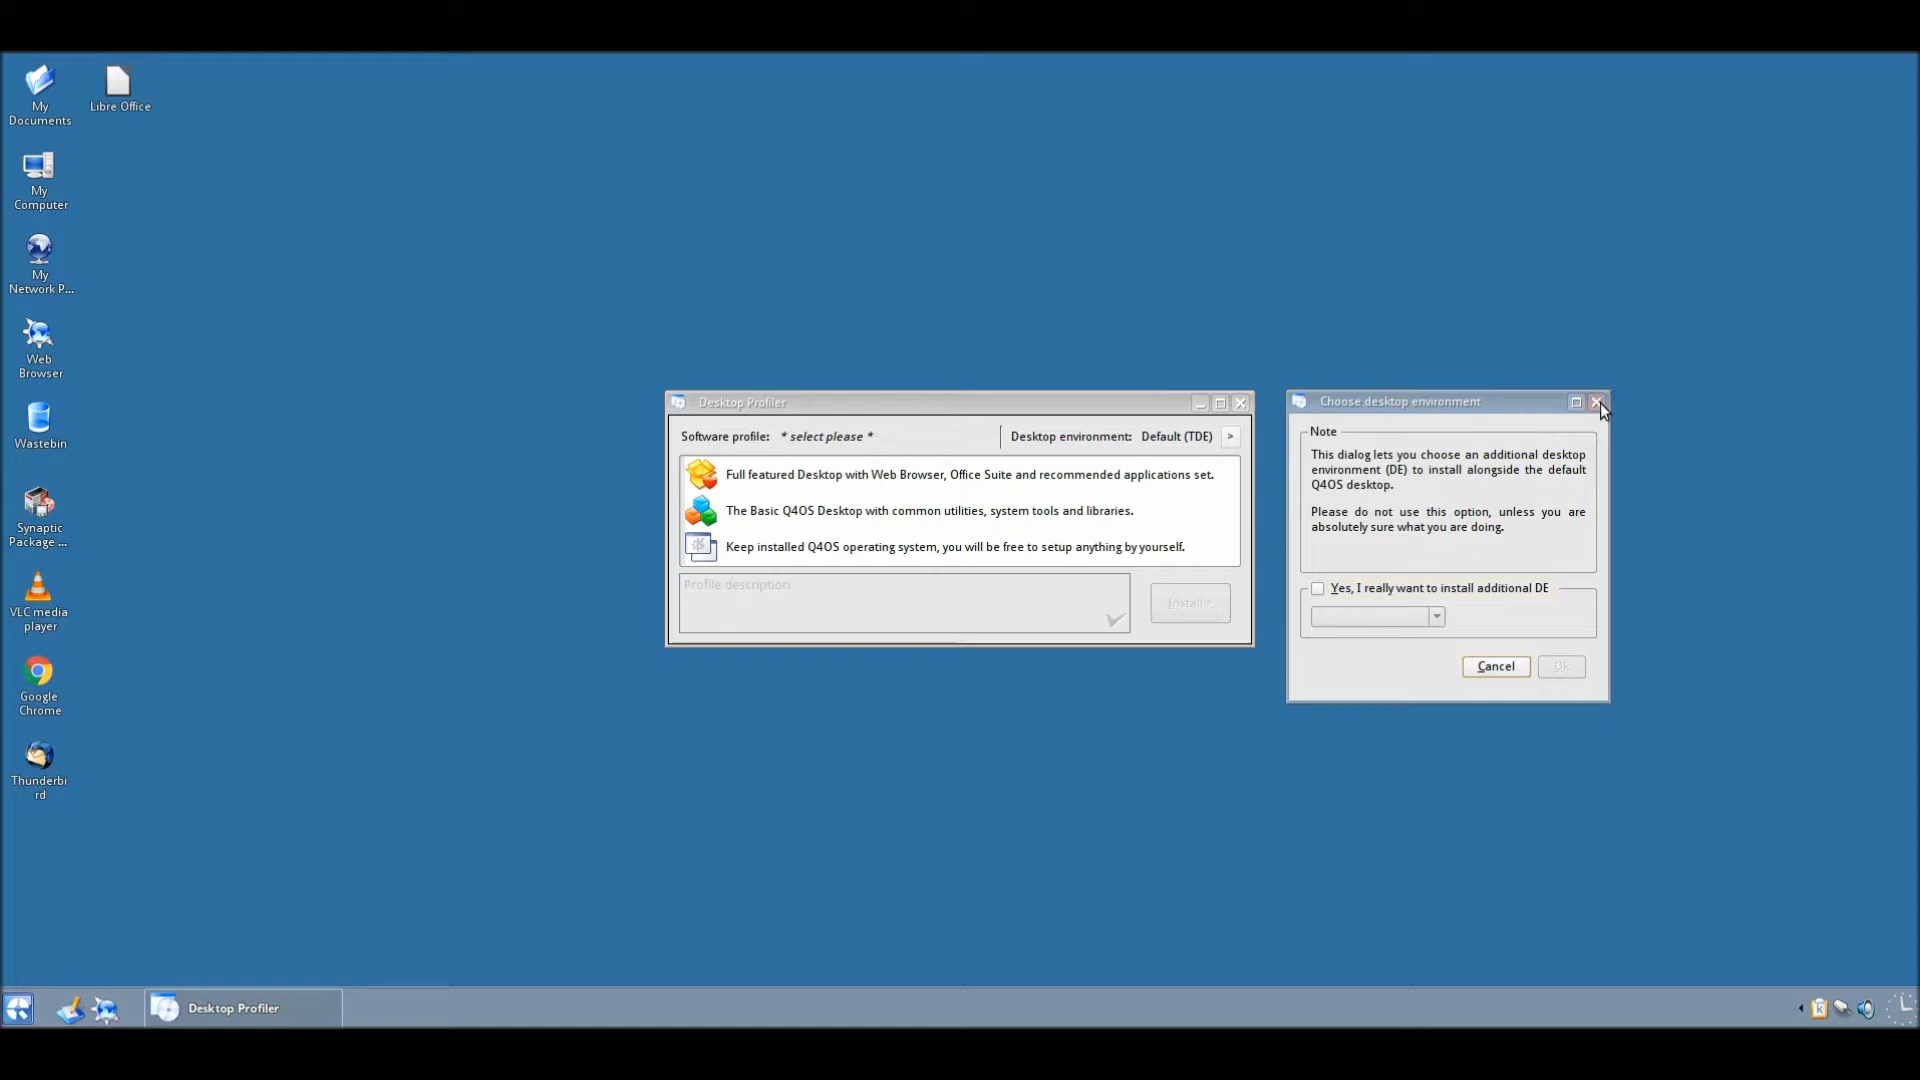 My
Documents
Libre Office
My
Computer
My
Network P...
Web
Browser
Wastebin
Synaptic
Package ...
VLC media
player
Google
Chrome
Thunderbi
rd
Desktop Profiler
Software profile: * select please *
Desktop environment: Default (TDE) >
Full featured Desktop with Web Browser, Office Suite and recommended applications set.
The Basic Q4OS Desktop with common utilities, system tools and libraries.
Keep installed Q4OS operating system, you will be free to setup anything by yourself.
Profile description
Install >
Choose desktop environment
Note
This dialog lets you choose an additional desktop
environment (DE) to install alongside the default
Q4OS desktop.
Please do not use this option, unless you are
absolutely sure what you are doing.
Yes, I really want to install additional DE
Cancel
Ok
Desktop Profiler